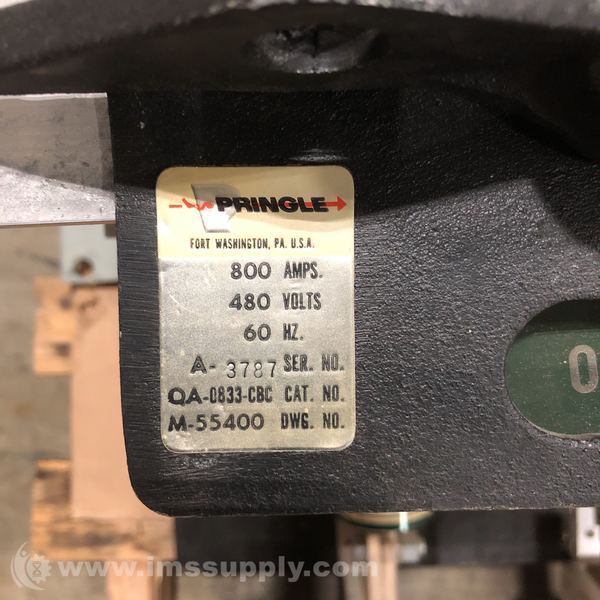 PRINGLE
FORT WASHINGTON, PA. U.S.A.
800 AMPS.
480 VOLTS
60 HZ.
A- 3787 SER. NO.
QA-0833-CBC CAT. NO.
M-55400 DWG. NO.
www.imssupply.com